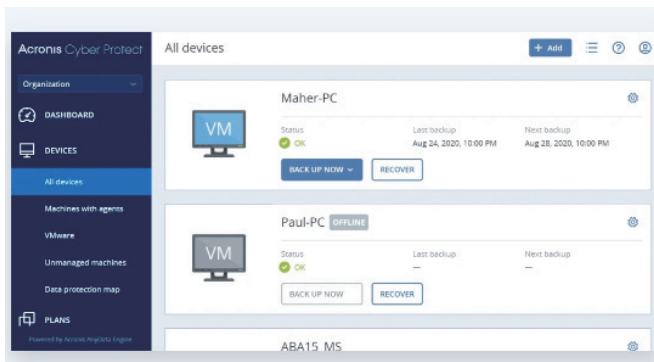 Acronis Cyber Protect
All devices
+ Add
Organization
DASHBOARD
DEVICES
All devices
Machines with agents
VMware
Unmanaged machines
Data protection map
PLANS
Powered by Acronis AnyData Engine
VM
Maher-PC
Status
Last backup
Next backup
OK
Aug 24, 2020, 10:00 PM
Aug 28, 2020, 10:00 PM
BACK UP NOW
RECOVER
VM
Paul-PC OFFLINE
Status
Last backup
Next backup
OK
—
—
BACK UP NOW
RECOVER
ABA15_MS